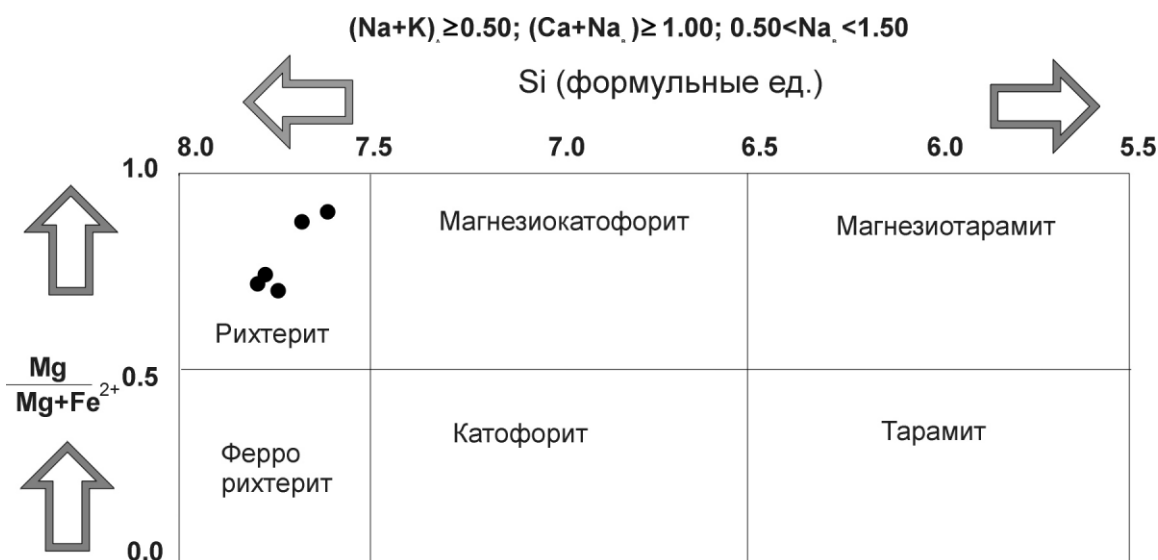 (Na+K)ₐ≥0.50; (Ca+Naᵦ)≥ 1.00; 0.50<Naᵦ<1.50
Si (формульные ед.)
8.0 7.5 7.0 6.5 6.0 5.5
1.0
Магнезиокатофорит Магнезиотарамит
Рихтерит
Mg
Mg+Fe²⁺
0.5
Катофорит Тарамит
Ферро
рихтерит
0.0